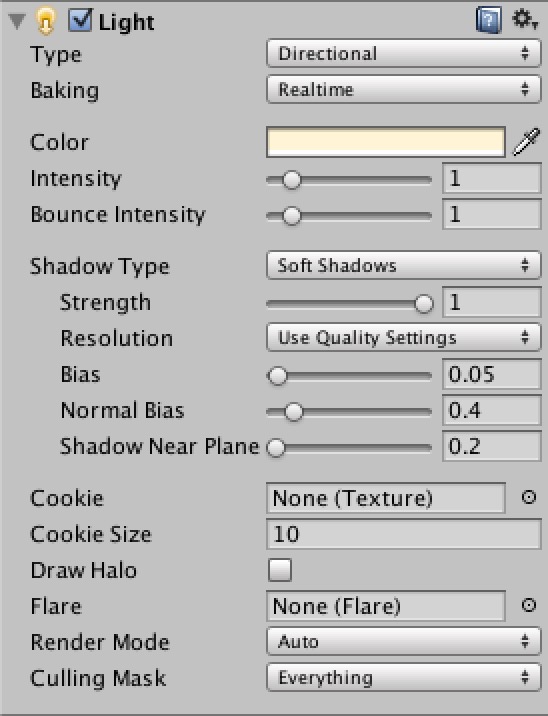 Light
Type Directional
Baking Realtime
Color
Intensity 1
Bounce Intensity 1
Shadow Type Soft Shadows
Strength 1
Resolution Use Quality Settings
Bias 0.05
Normal Bias 0.4
Shadow Near Plane 0.2
Cookie None (Texture)
Cookie Size 10
Draw Halo
Flare None (Flare)
Render Mode Auto
Culling Mask Everything